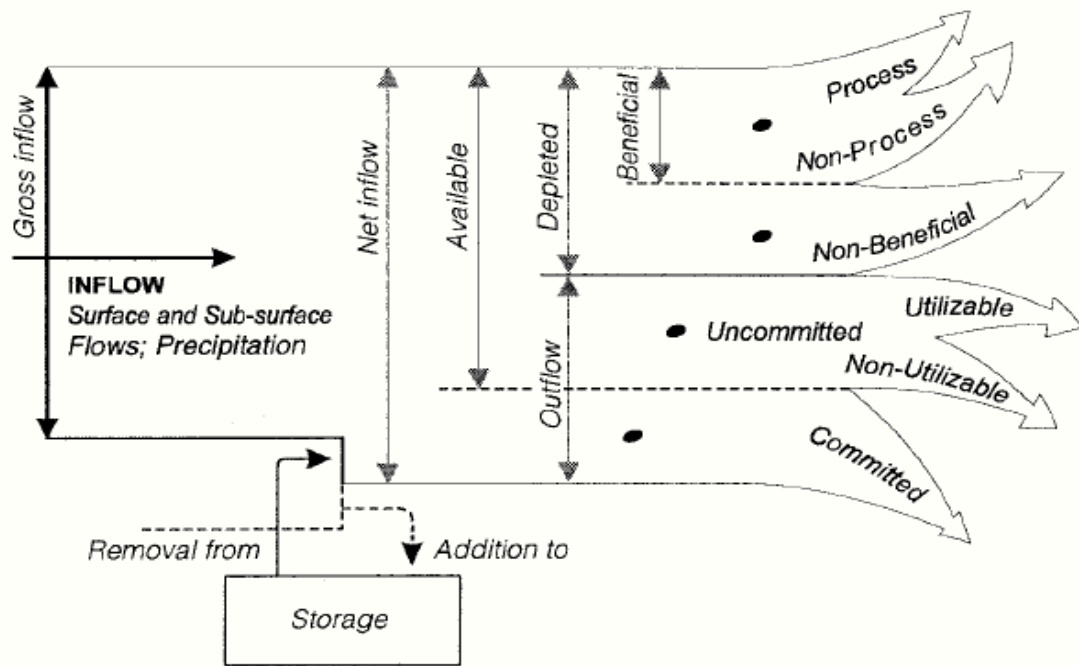 Gross inflow
INFLOW
Surface and Sub-surface
Flows; Precipitation
Net inflow
Available
Depleted
Beneficial
Outflow
Process
Non-Process
Non-Beneficial
Utilizable
Uncommitted
Non-Utilizable
Committed
Removal from
Addition to
Storage